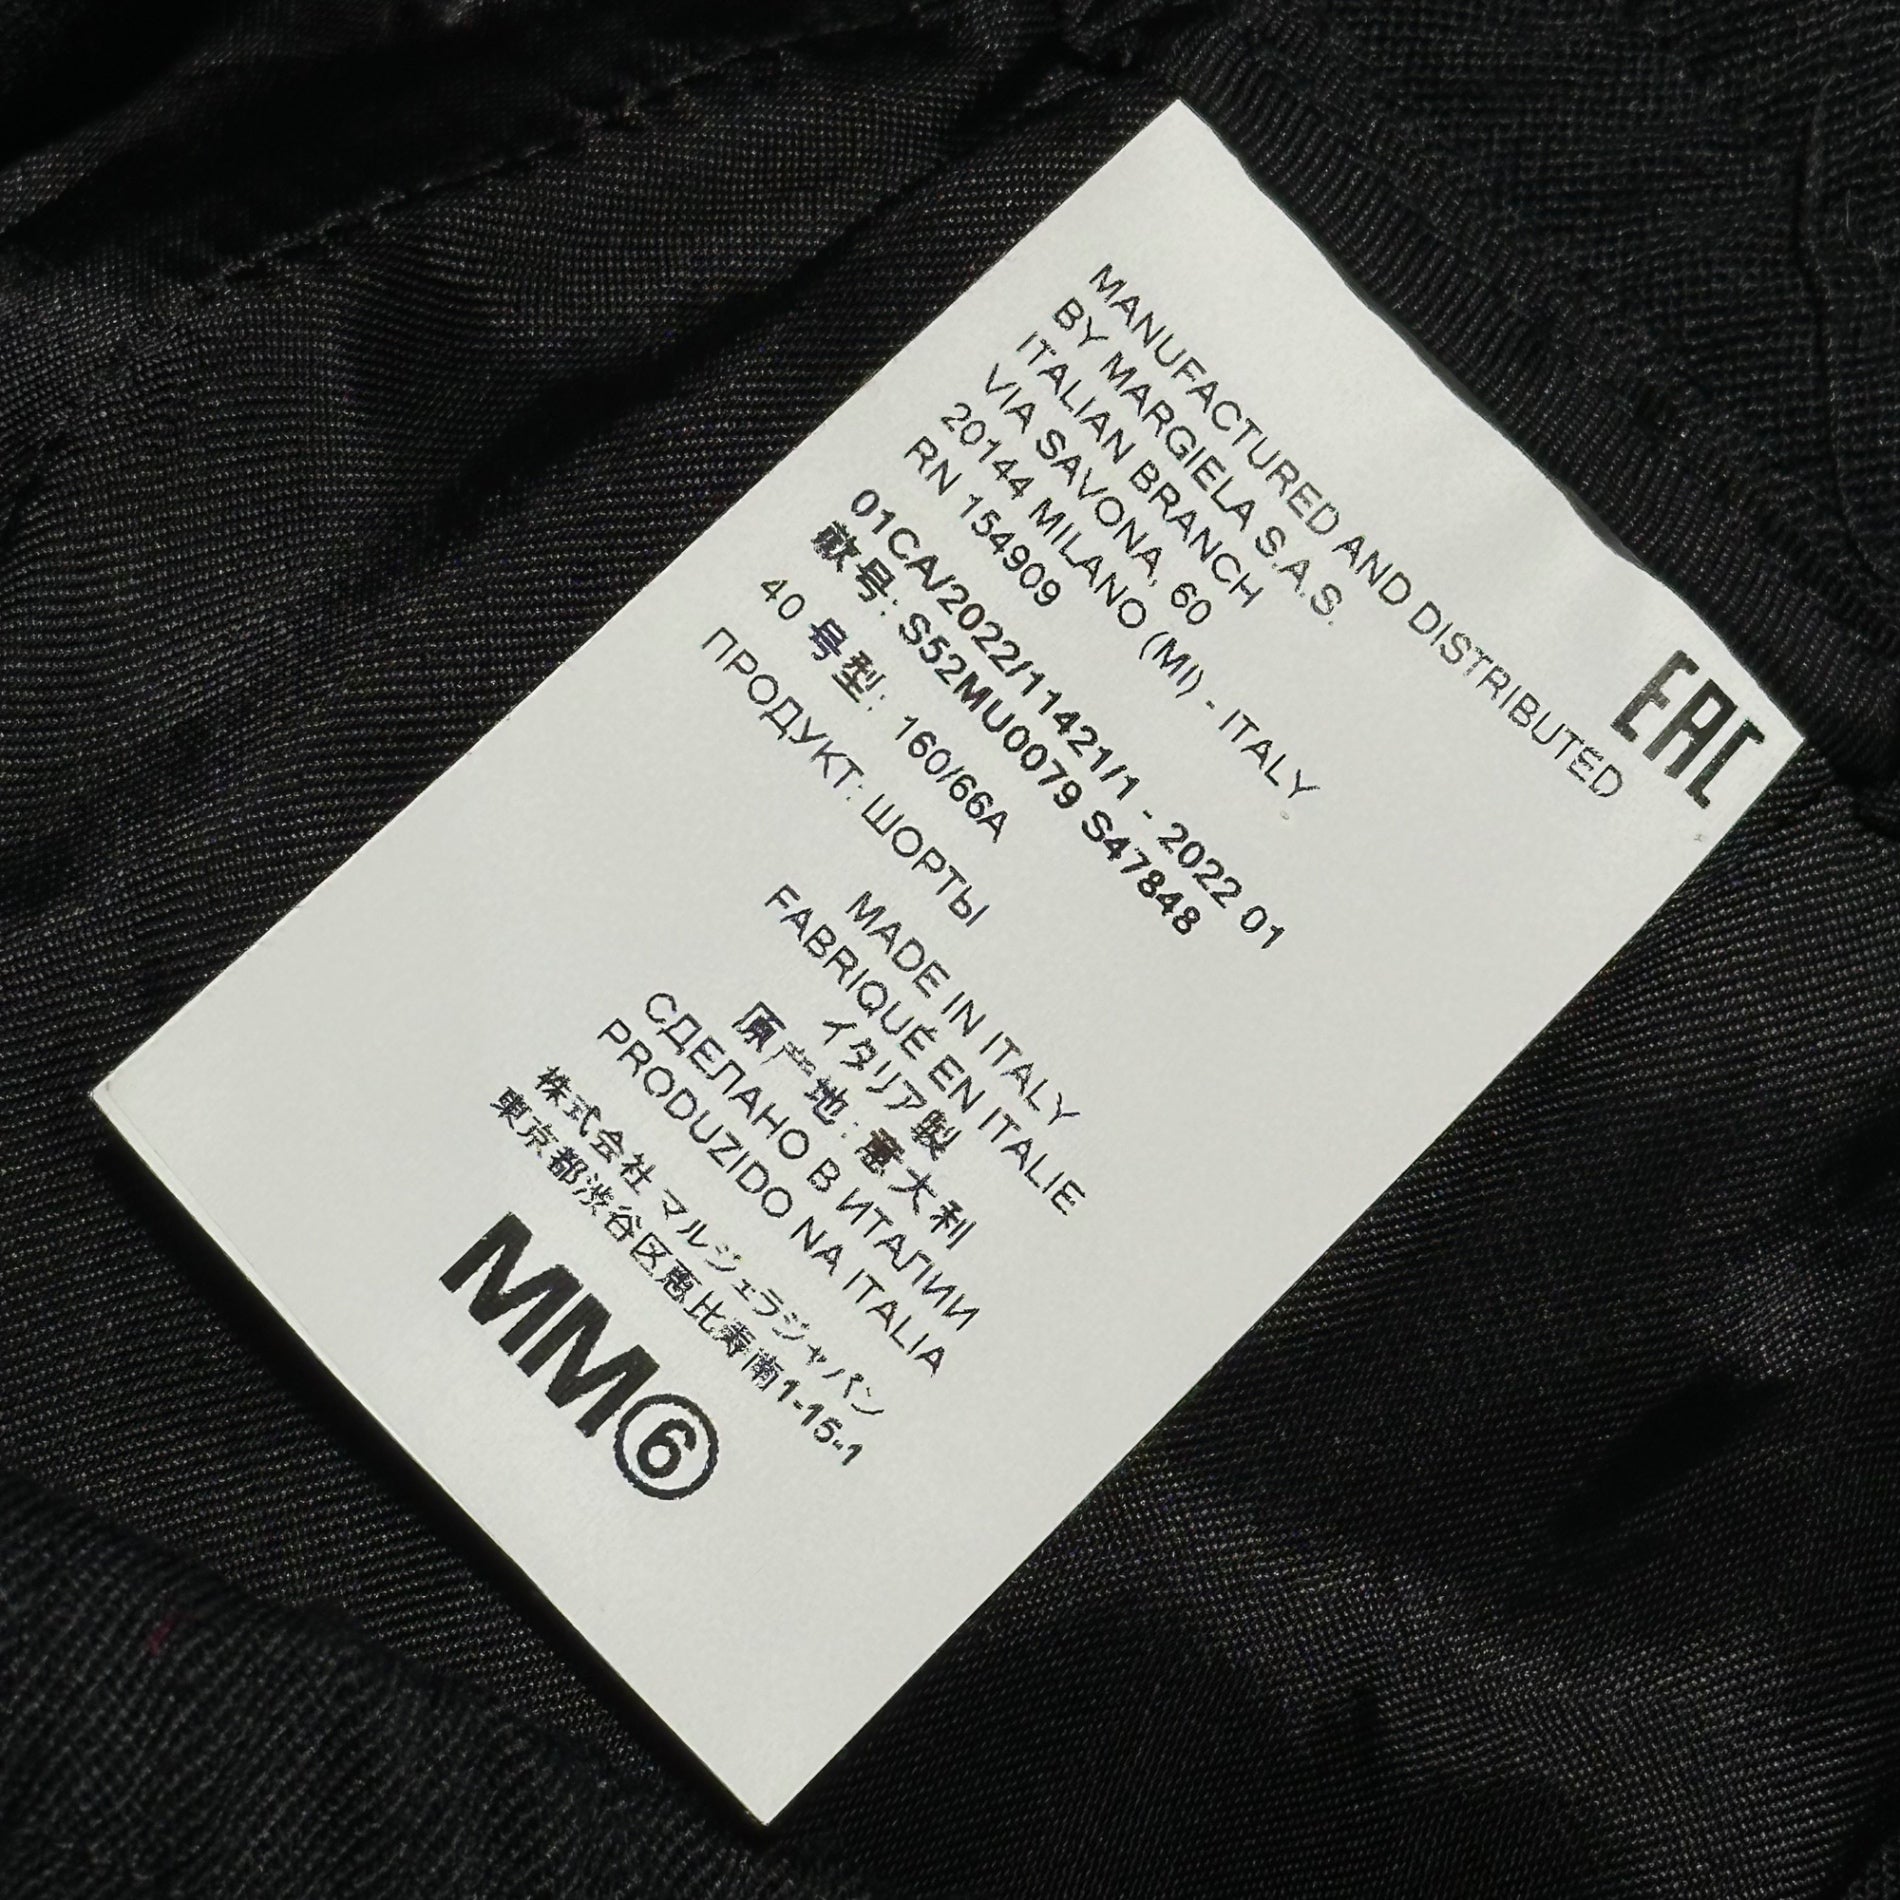 EAC
MANUFACTURED AND DISTRIBUTED
BY MARGIELA S.A.S.
ITALIAN BRANCH
VIA SAVONA, 60
20144 MILANO (MI) - ITALY
RN 154909
01CA/2022/11421/1 - 2022 01
款号: S52MU0079 S47848
40 号型: 160/66A
ПРОДУКТ: ШОРТЫ
MADE IN ITALY
FABRIQUÉ EN ITALIE
イタリア製
原产地: 意大利
СДЕЛАНО В ИТАЛИИ
PRODUZIDO NA ITALIA
株式会社 マルジェラジャパン
東京都渋谷区恵比寿南1-15-1
MM⑥